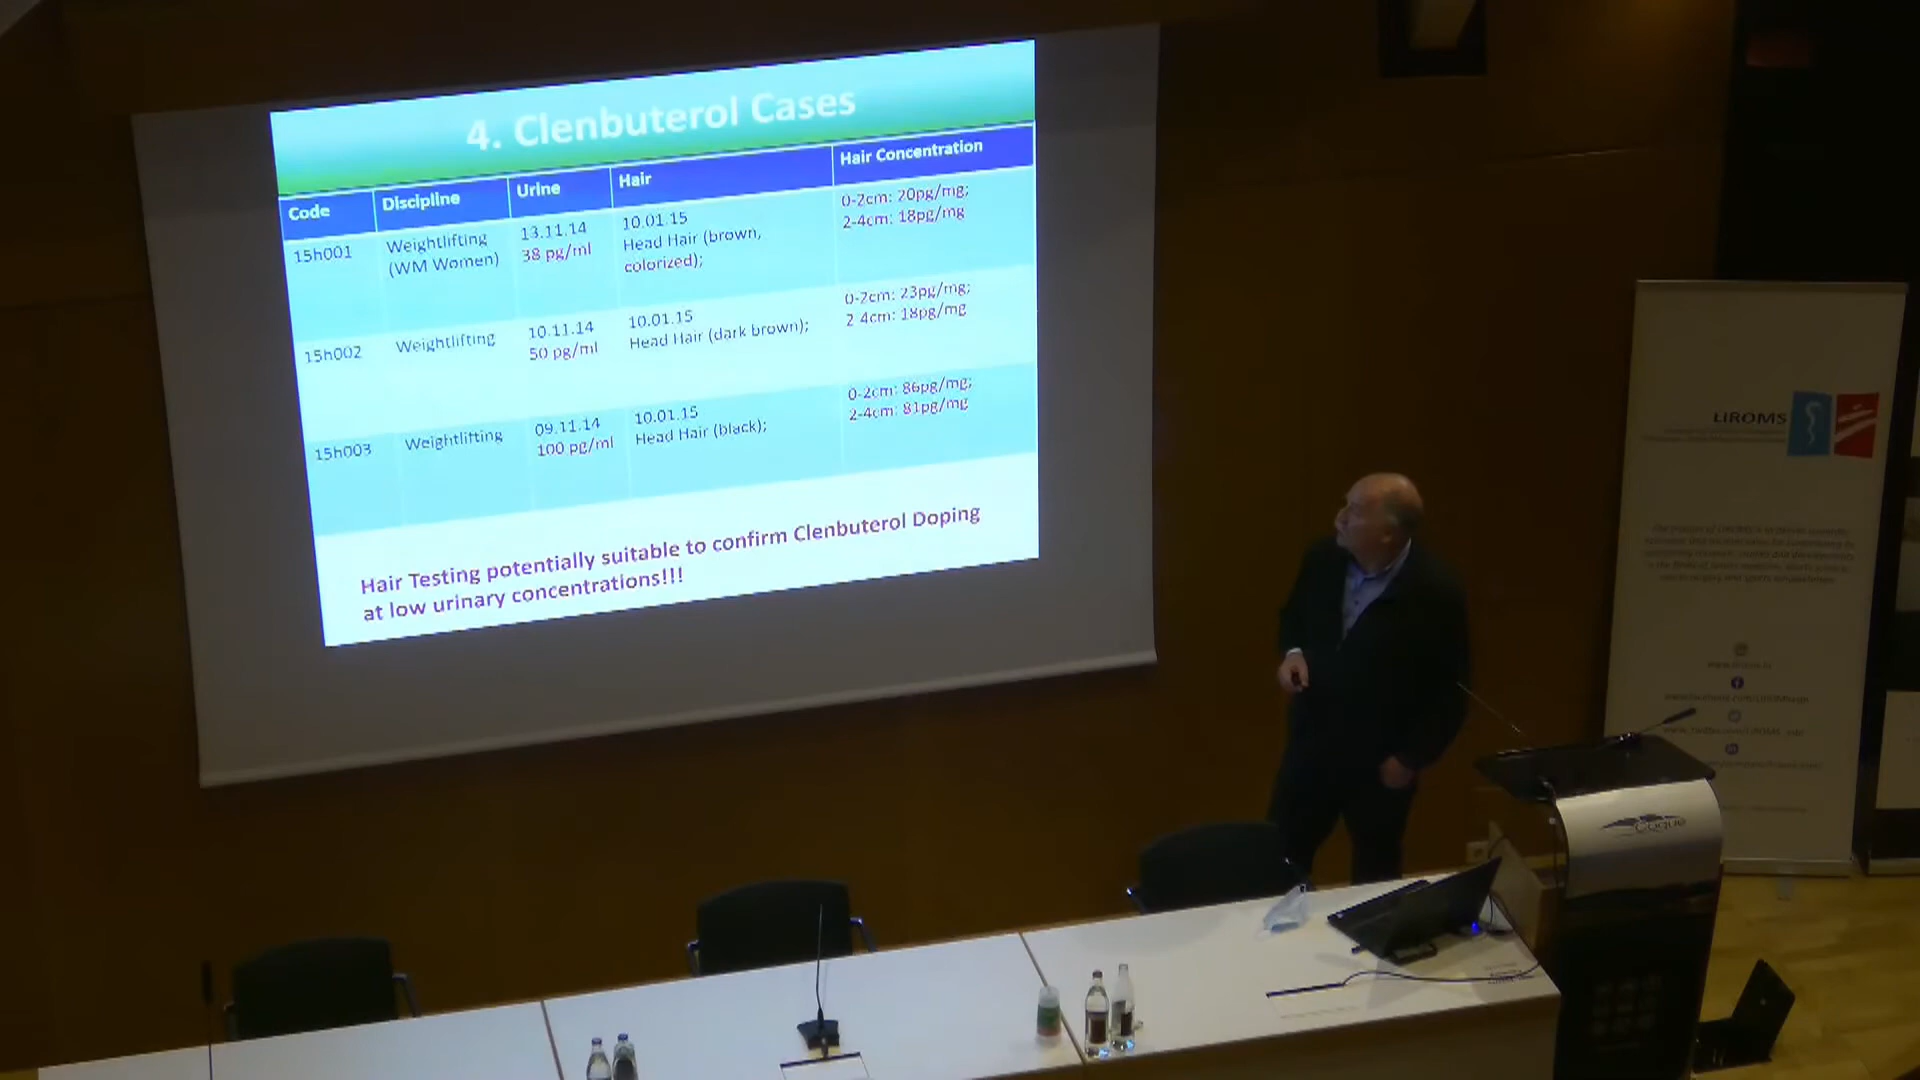 4. Clenbuterol Cases
Code
Discipline
Urine
Hair
Hair Concentration
15h001
Weightlifting
(WM Women)
13.11.14
38 pg/ml
10.01.15
Head Hair (brown,
colorized);
0-2cm: 20pg/mg;
2-4cm: 18pg/mg
15h002
Weightlifting
10.11.14
50 pg/ml
10.01.15
Head Hair (dark brown);
0-2cm: 23pg/mg;
2-4cm: 18pg/mg
15h003
Weightlifting
09.11.14
100 pg/ml
10.01.15
Head Hair (black);
0-2cm: 86pg/mg;
2-4cm: 81pg/mg
Hair Testing potentially suitable to confirm Clenbuterol Doping
at low urinary concentrations!!!
LIROMS
Coque